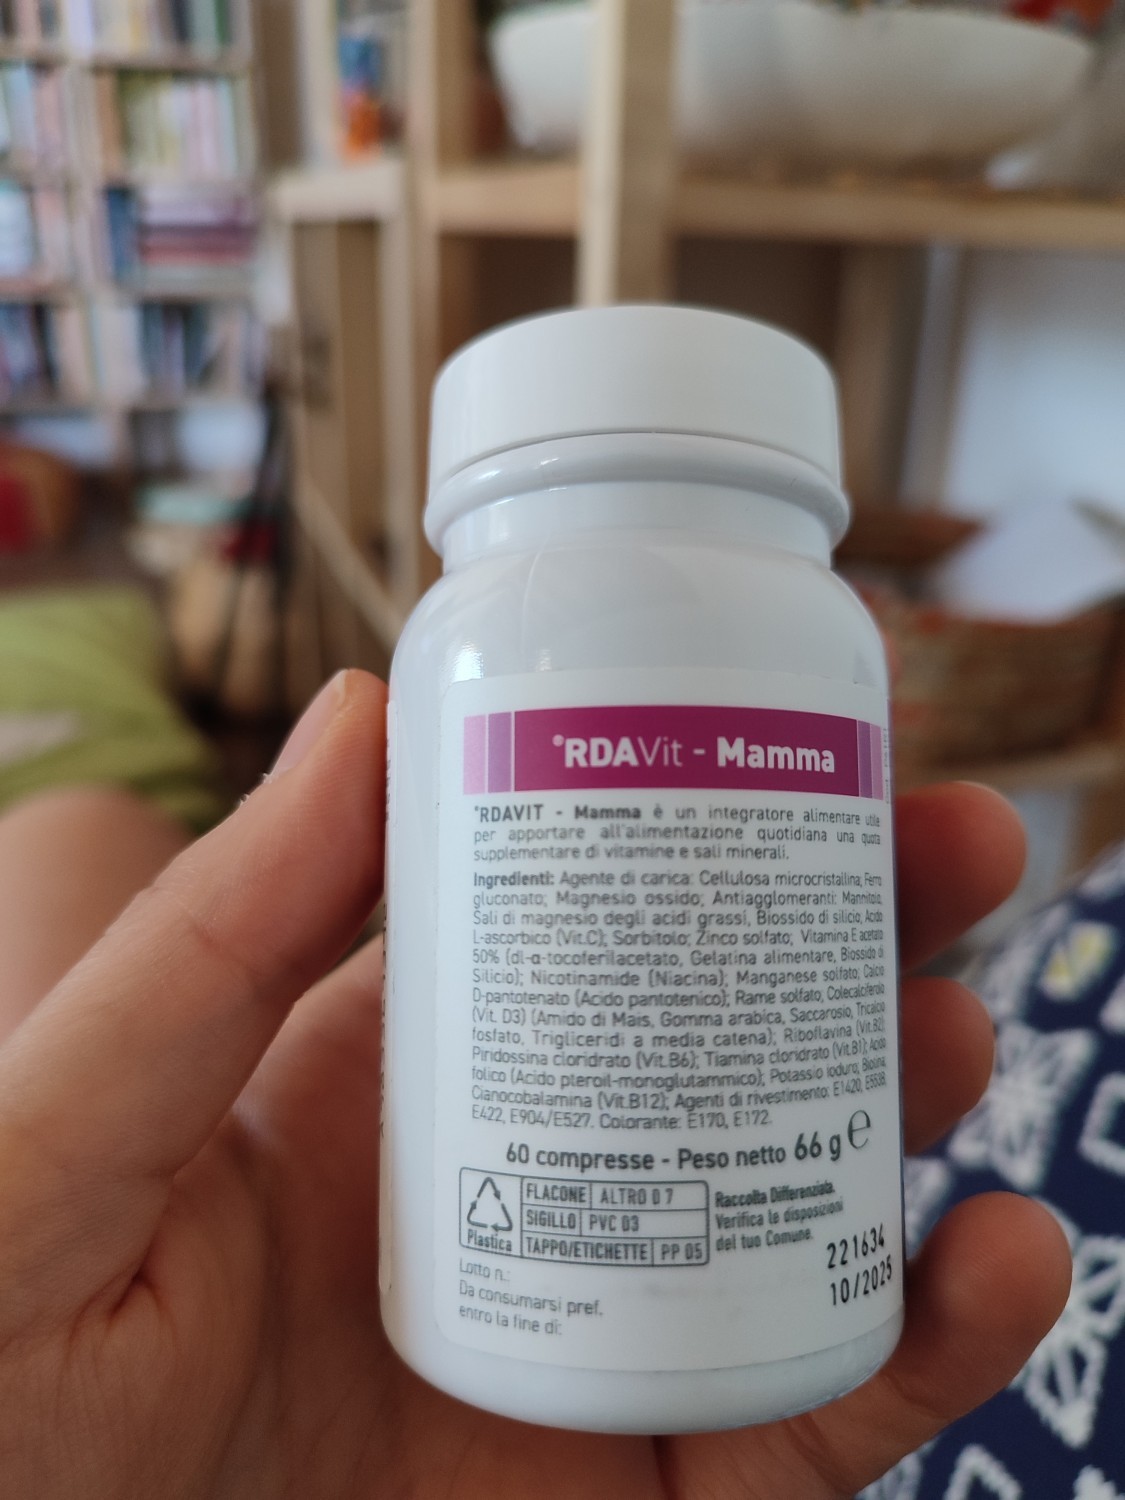 °RDAVit - Mamma
°RDAVIT - Mamma è un integratore alimentare utile
per apportare all'alimentazione quotidiana una quota
supplementare di vitamine e sali minerali.
Ingredienti: Agente di carica: Cellulosa microcristallina; Ferro
gluconato; Magnesio ossido; Antiagglomeranti: Mannitolo,
Sali di magnesio degli acidi grassi, Biossido di silicio; Acido
L-ascorbico (Vit.C); Sorbitolo; Zinco solfato; Vitamina E acetato
50% (dl-α-tocoferilacetato, Gelatina alimentare, Biossido di
Silicio); Nicotinamide (Niacina); Manganese solfato; Calcio
D-pantotenato (Acido pantotenico); Rame solfato; Colecalciferolo
(Vit. D3) (Amido di Mais, Gomma arabica, Saccarosio, Tricalcio
fosfato, Trigliceridi a media catena); Riboflavina (Vit.B2);
Piridossina cloridrato (Vit.B6); Tiamina cloridrato (Vit.B1); Acido
folico (Acido pteroil-monoglutammico); Potassio ioduro; Biotina;
Cianocobalamina (Vit.B12); Agenti di rivestimento: E1420, E553B,
E422, E904/E527. Colorante: E170, E172.
60 compresse - Peso netto 66 g ℮
FLACONE ALTRO 0 7
SIGILLO PVC 03
TAPPO/ETICHETTE PP 05
Plastica
Raccolta Differenziata.
Verifica le disposizioni
del tuo Comune.
Lotto n.:
Da consumarsi pref.
entro la fine di:
221634
10/2025